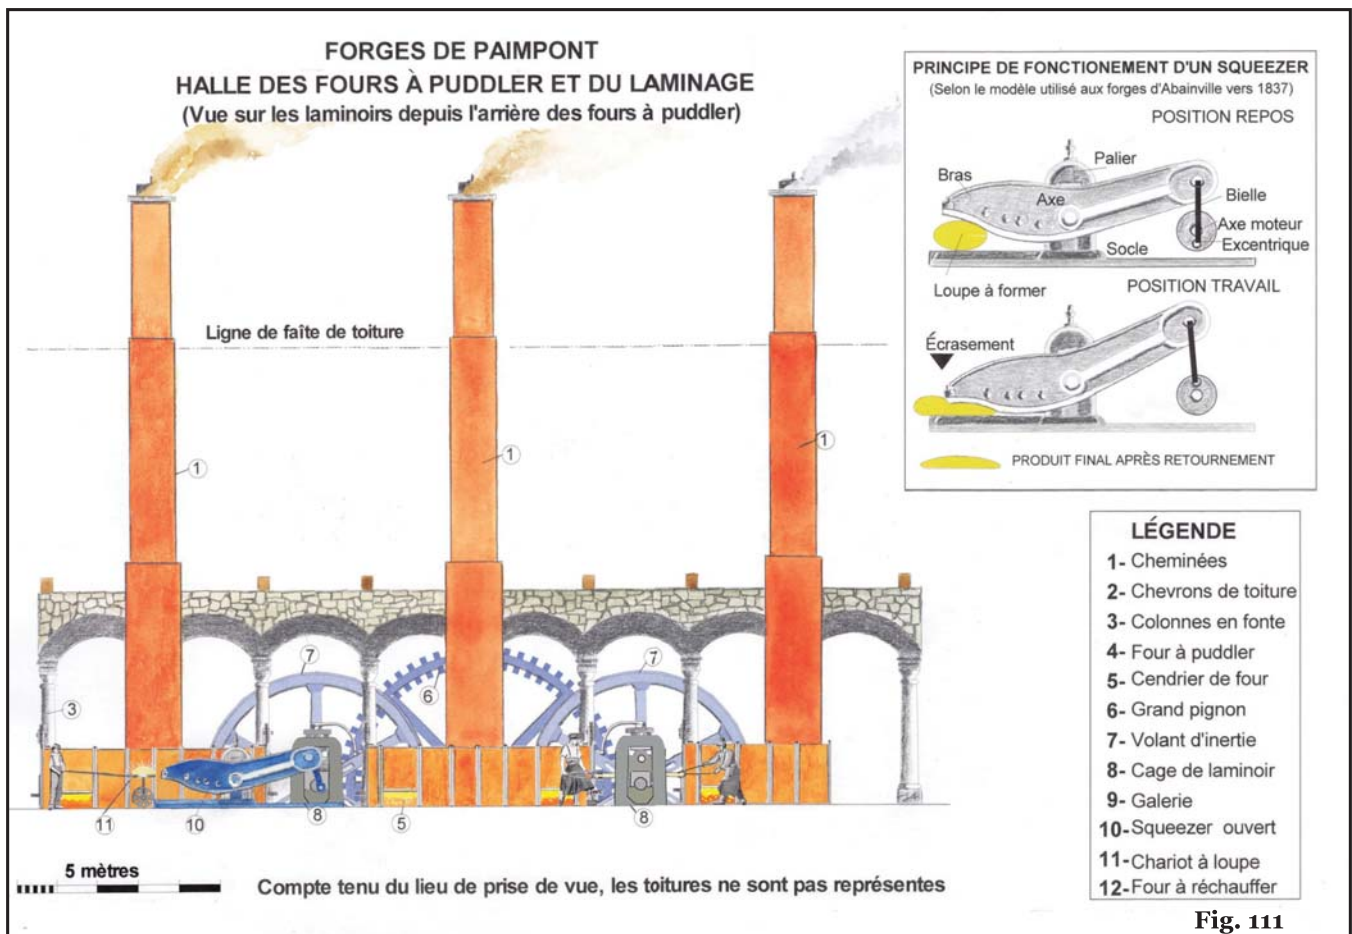 FORGES DE PAIMPONT
HALLE DES FOURS À PUDDLER ET DU LAMINAGE
(Vue sur les laminoirs depuis l'arrière des fours à puddler)
PRINCIPE DE FONCTIONEMENT D'UN SQUEEZER
(Selon le modèle utilisé aux forges d'Abainville vers 1837)
POSITION REPOS
Palier
Bras
Axe
Bielle
Axe moteur
Excentrique
Socle
Loupe à former
POSITION TRAVAIL
Écrasement
PRODUIT FINAL APRÈS RETOURNEMENT
Ligne de faîte de toiture
1
1
1
7
7
6
3
11
10
8
5
8
LÉGENDE
1- Cheminées
2- Chevrons de toiture
3- Colonnes en fonte
4- Four à puddler
5- Cendrier de four
6- Grand pignon
7- Volant d'inertie
8- Cage de laminoir
9- Galerie
10- Squeezer ouvert
11- Chariot à loupe
12- Four à réchauffer
5 mètres
Compte tenu du lieu de prise de vue, les toitures ne sont pas représentes
Fig. 111